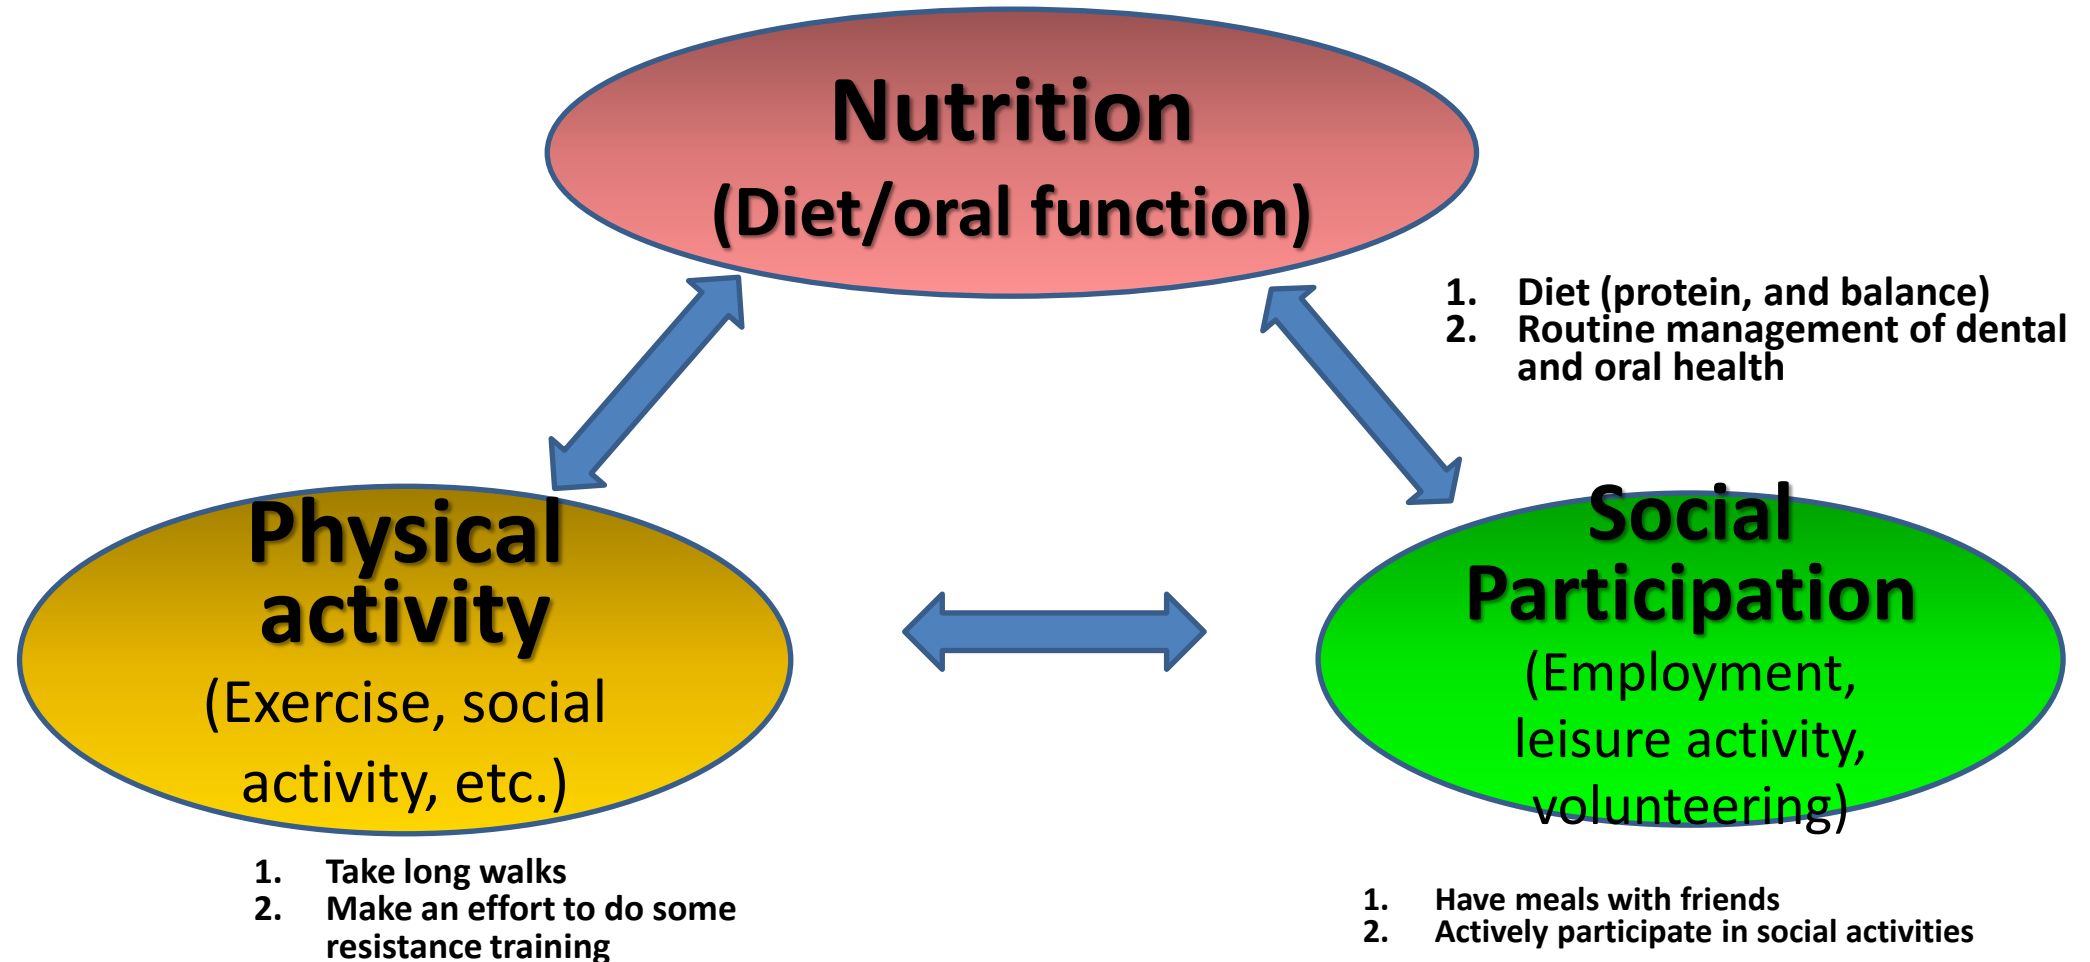 Nutrition
(Diet/oral function)
1. Diet (protein, and balance)
2. Routine management of dental
and oral health
Physical
activity
(Exercise, social
activity, etc.)
1. Take long walks
2. Make an effort to do some
resistance training
Social
Participation
(Employment,
leisure activity,
volunteering)
1. Have meals with friends
2. Actively participate in social activities